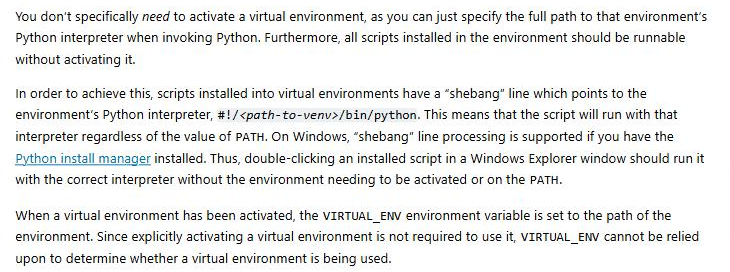 You don’t specifically need to activate a virtual environment, as you can just specify the full path to that environment’s
Python interpreter when invoking Python. Furthermore, all scripts installed in the environment should be runnable
without activating it.
In order to achieve this, scripts installed into virtual environments have a “shebang” line which points to the
environment’s Python interpreter, #!/<path-to-venv>/bin/python. This means that the script will run with that
interpreter regardless of the value of PATH. On Windows, “shebang” line processing is supported if you have the
Python install manager installed. Thus, double-clicking an installed script in a Windows Explorer window should run it
with the correct interpreter without the environment needing to be activated or on the PATH.
When a virtual environment has been activated, the VIRTUAL_ENV environment variable is set to the path of the
environment. Since explicitly activating a virtual environment is not required to use it, VIRTUAL_ENV cannot be relied
upon to determine whether a virtual environment is being used.